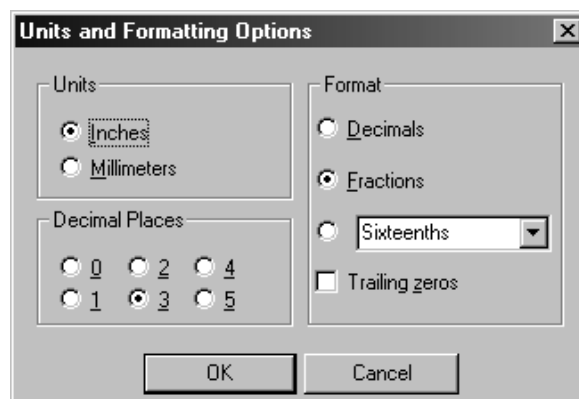 Units and Formatting Options
Units
Inches
Millimeters
Decimal Places
0 2 4
1 3 5
Format
Decimals
Fractions
Sixteenths
Trailing zeros
OK Cancel